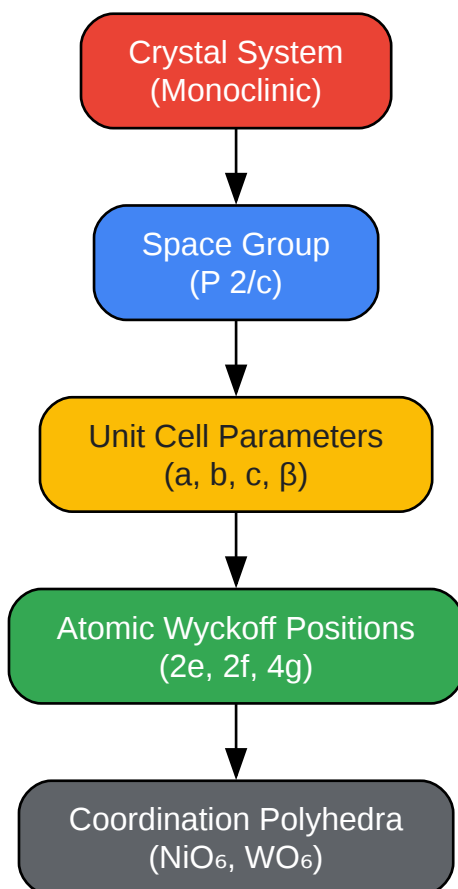 Crystal System
(Monoclinic)
Space Group
(P 2/c)
Unit Cell Parameters
(a, b, c, β)
Atomic Wyckoff Positions
(2e, 2f, 4g)
Coordination Polyhedra
(NiO₆, WO₆)